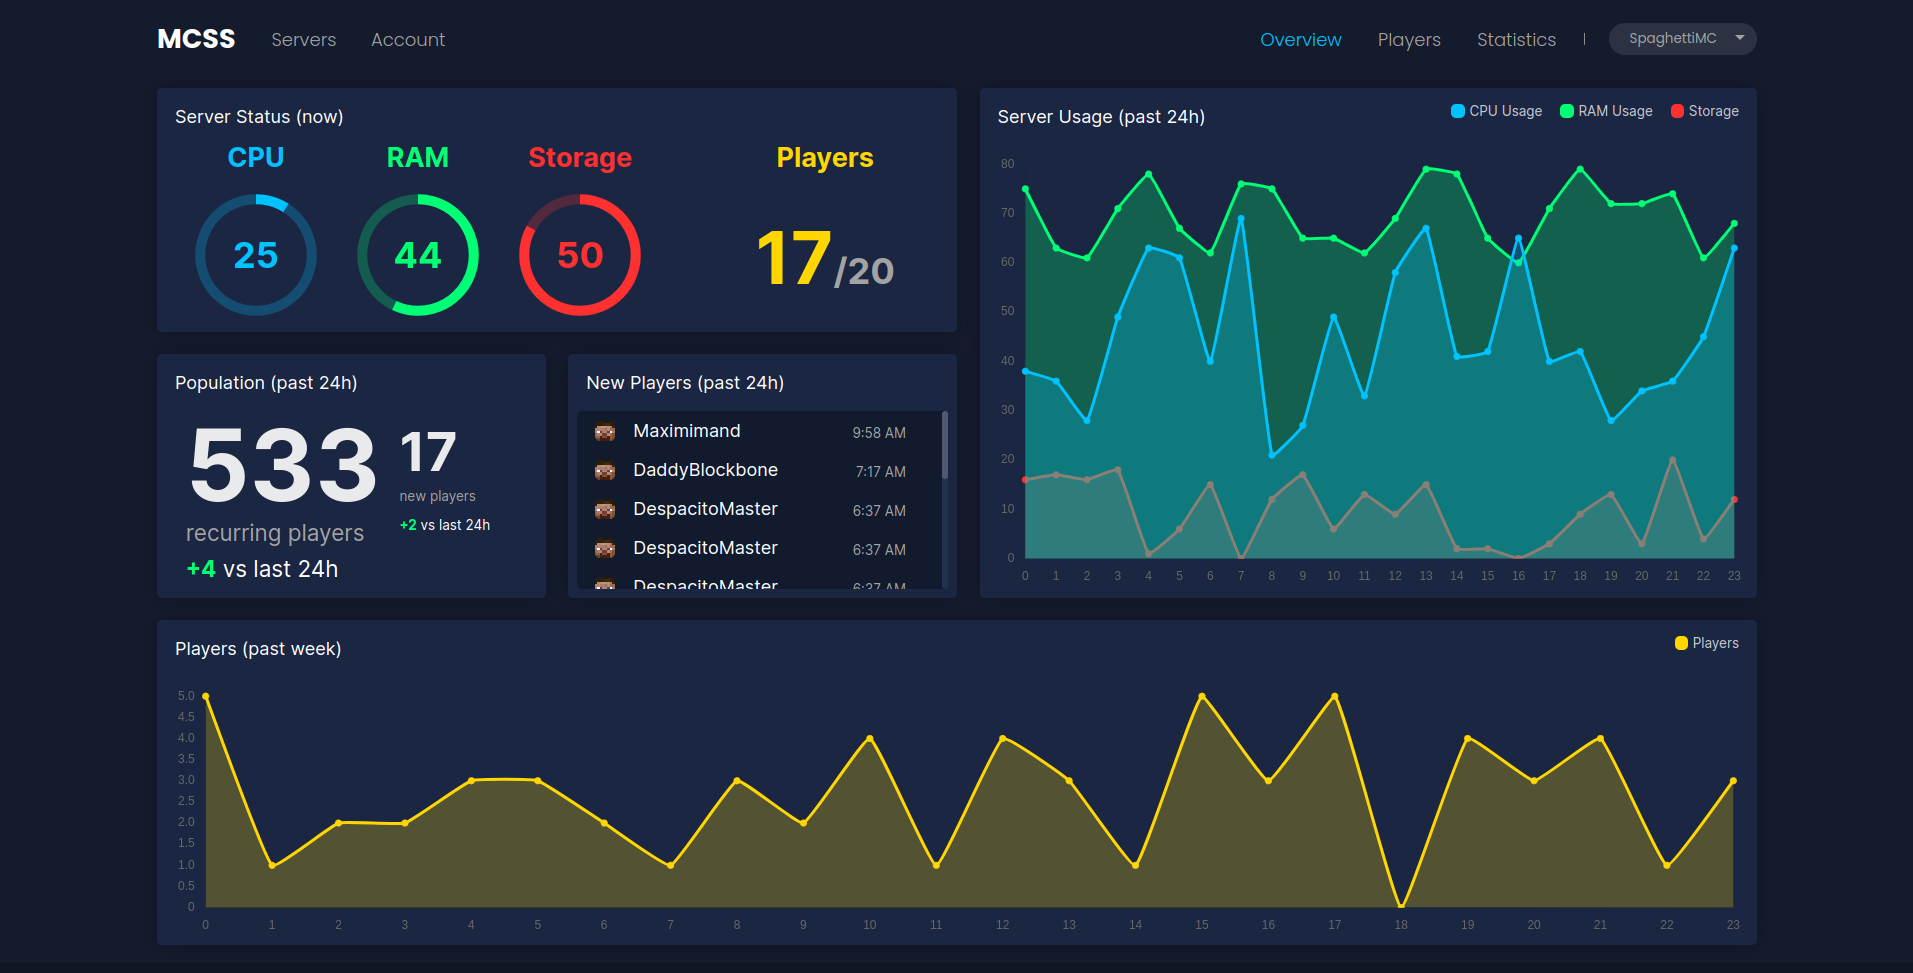 MCSS Servers Account Overview Players Statistics | SpaghettiMC
Server Status (now)
CPU RAM Storage Players
25 44 50 17/20
Population (past 24h)
533 17
new players
recurring players
+2 vs last 24h
+4 vs last 24h
New Players (past 24h)
Maximimand 9:58 AM
DaddyBlockbone 7:17 AM
DespacitoMaster 6:37 AM
DespacitoMaster 6:37 AM
DespacitoMaster 6:37 AM
Server Usage (past 24h)
CPU Usage RAM Usage Storage
80
70
60
50
40
30
20
10
0
0 1 2 3 4 5 6 7 8 9 10 11 12 13 14 15 16 17 18 19 20 21 22 23
Players (past week)
Players
5.0
4.5
4.0
3.5
3.0
2.5
2.0
1.5
1.0
0.5
0
0 1 2 3 4 5 6 7 8 9 10 11 12 13 14 15 16 17 18 19 20 21 22 23